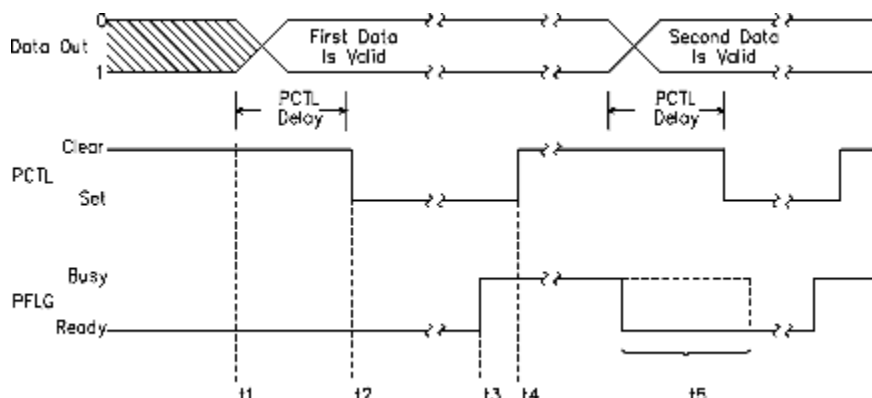 0
Data Out
1
First Data
Is Valid
Second Data
Is Valid
PCTL
Delay
PCTL
Delay
Clear
PCTL
Set
Busy
PFLG
Ready
t1
t2
t3
t4
t5